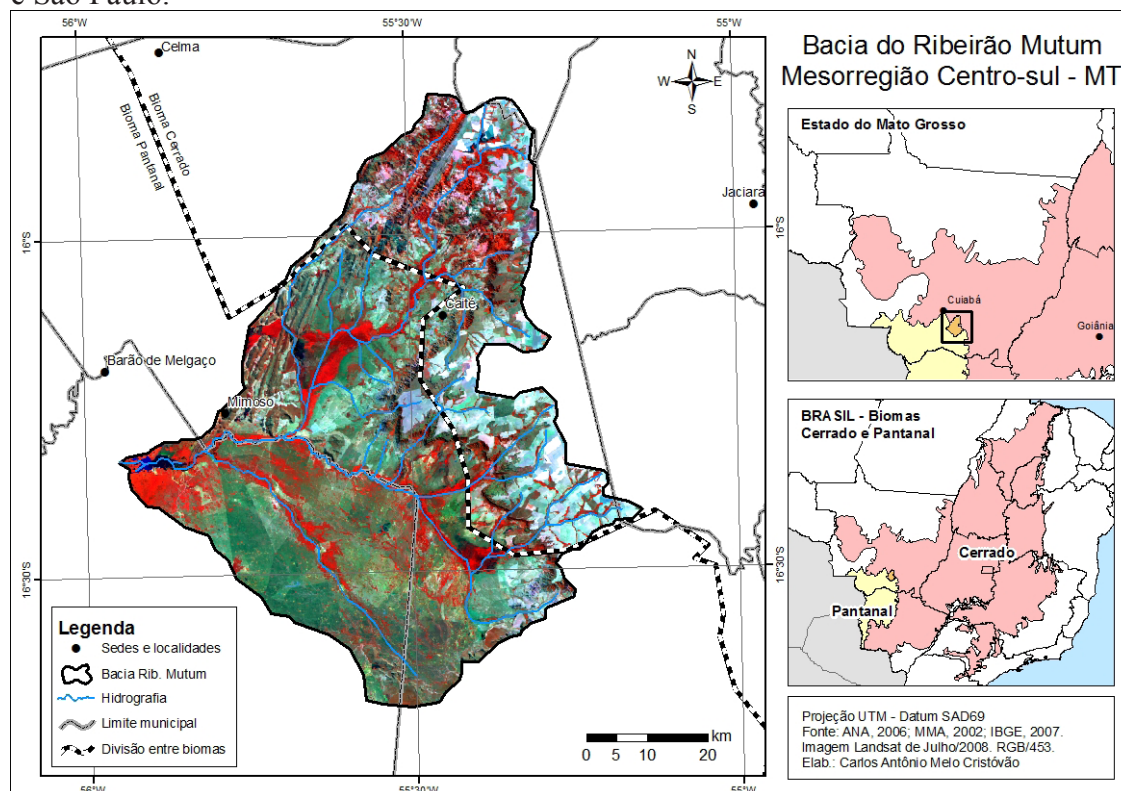 e São Paulo.
56°W
55°30'W
55°W
Celma
N
W E
S
Bioma Cerrado
Bioma Pantanal
Jaciara
16°S
16°S
Caité
Barão de Melgaço
Mimoso
16°30'S
16°30'S
Legenda
Sedes e localidades
Bacia Rib. Mutum
Hidrografia
Limite municipal
Divisão entre biomas
km
0 5 10 20
56°W
55°30'W
55°W
Bacia do Ribeirão Mutum
Mesorregião Centro-sul - MT
Estado do Mato Grosso
Cuiabá
Goiânia
BRASIL - Biomas
Cerrado e Pantanal
Cerrado
Pantanal
Projeção UTM - Datum SAD69
Fonte: ANA, 2006; MMA, 2002; IBGE, 2007.
Imagem Landsat de Julho/2008. RGB/453.
Elab.: Carlos Antônio Melo Cristóvão